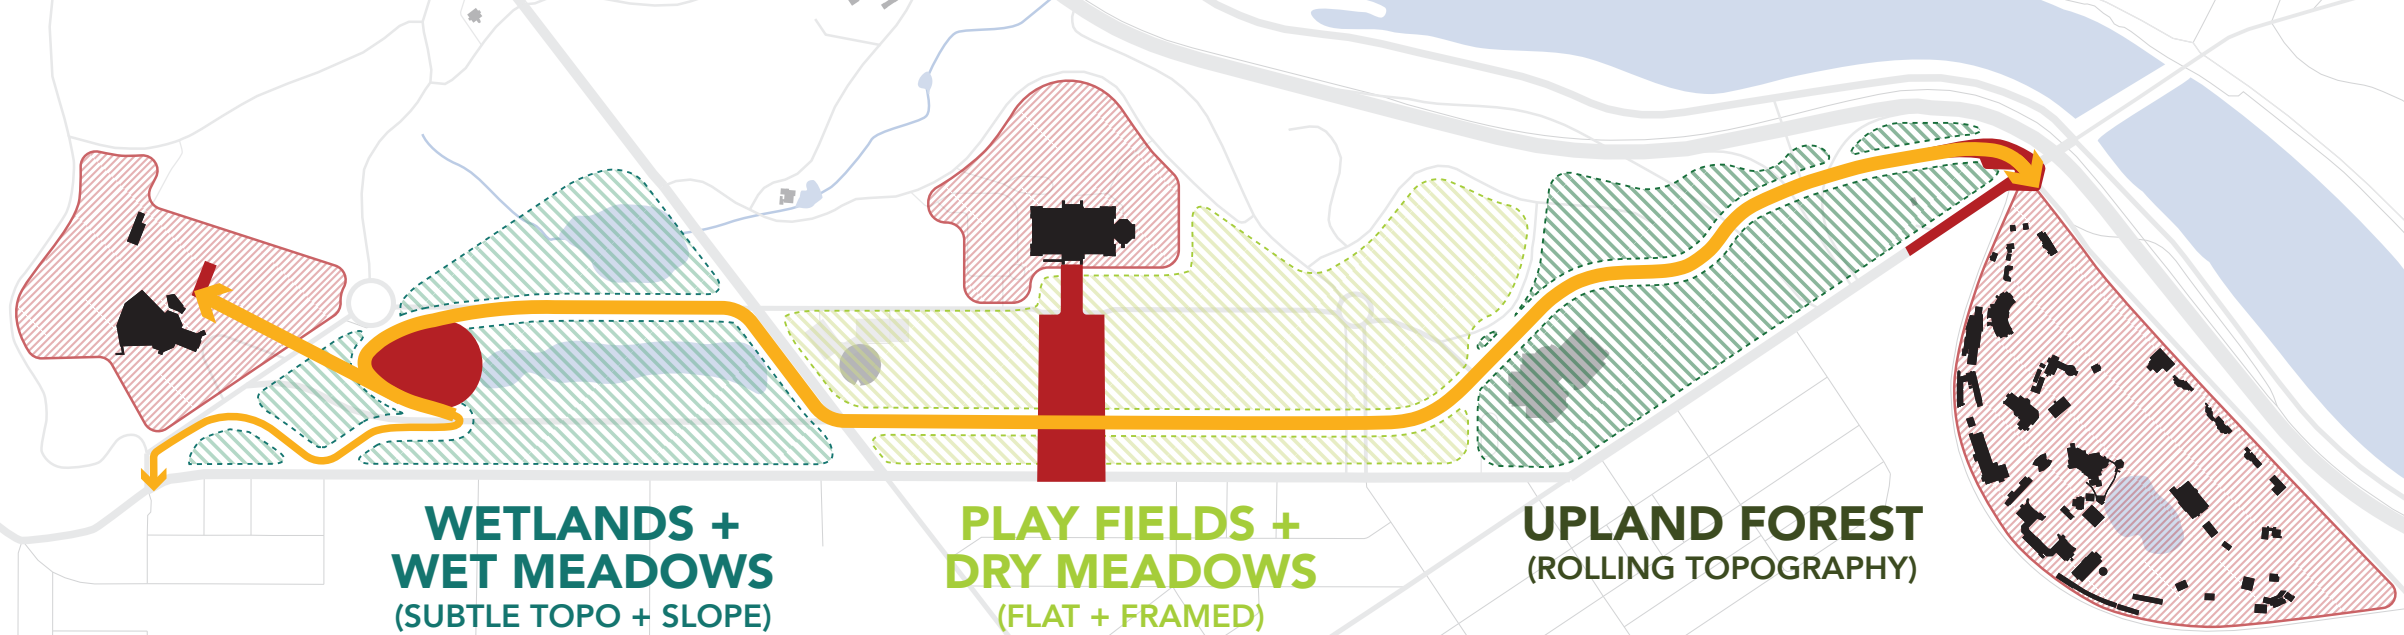 WETLANDS +
WET MEADOWS
(SUBTLE TOPO + SLOPE)
PLAY FIELDS +
DRY MEADOWS
(FLAT + FRAMED)
UPLAND FOREST
(ROLLING TOPOGRAPHY)